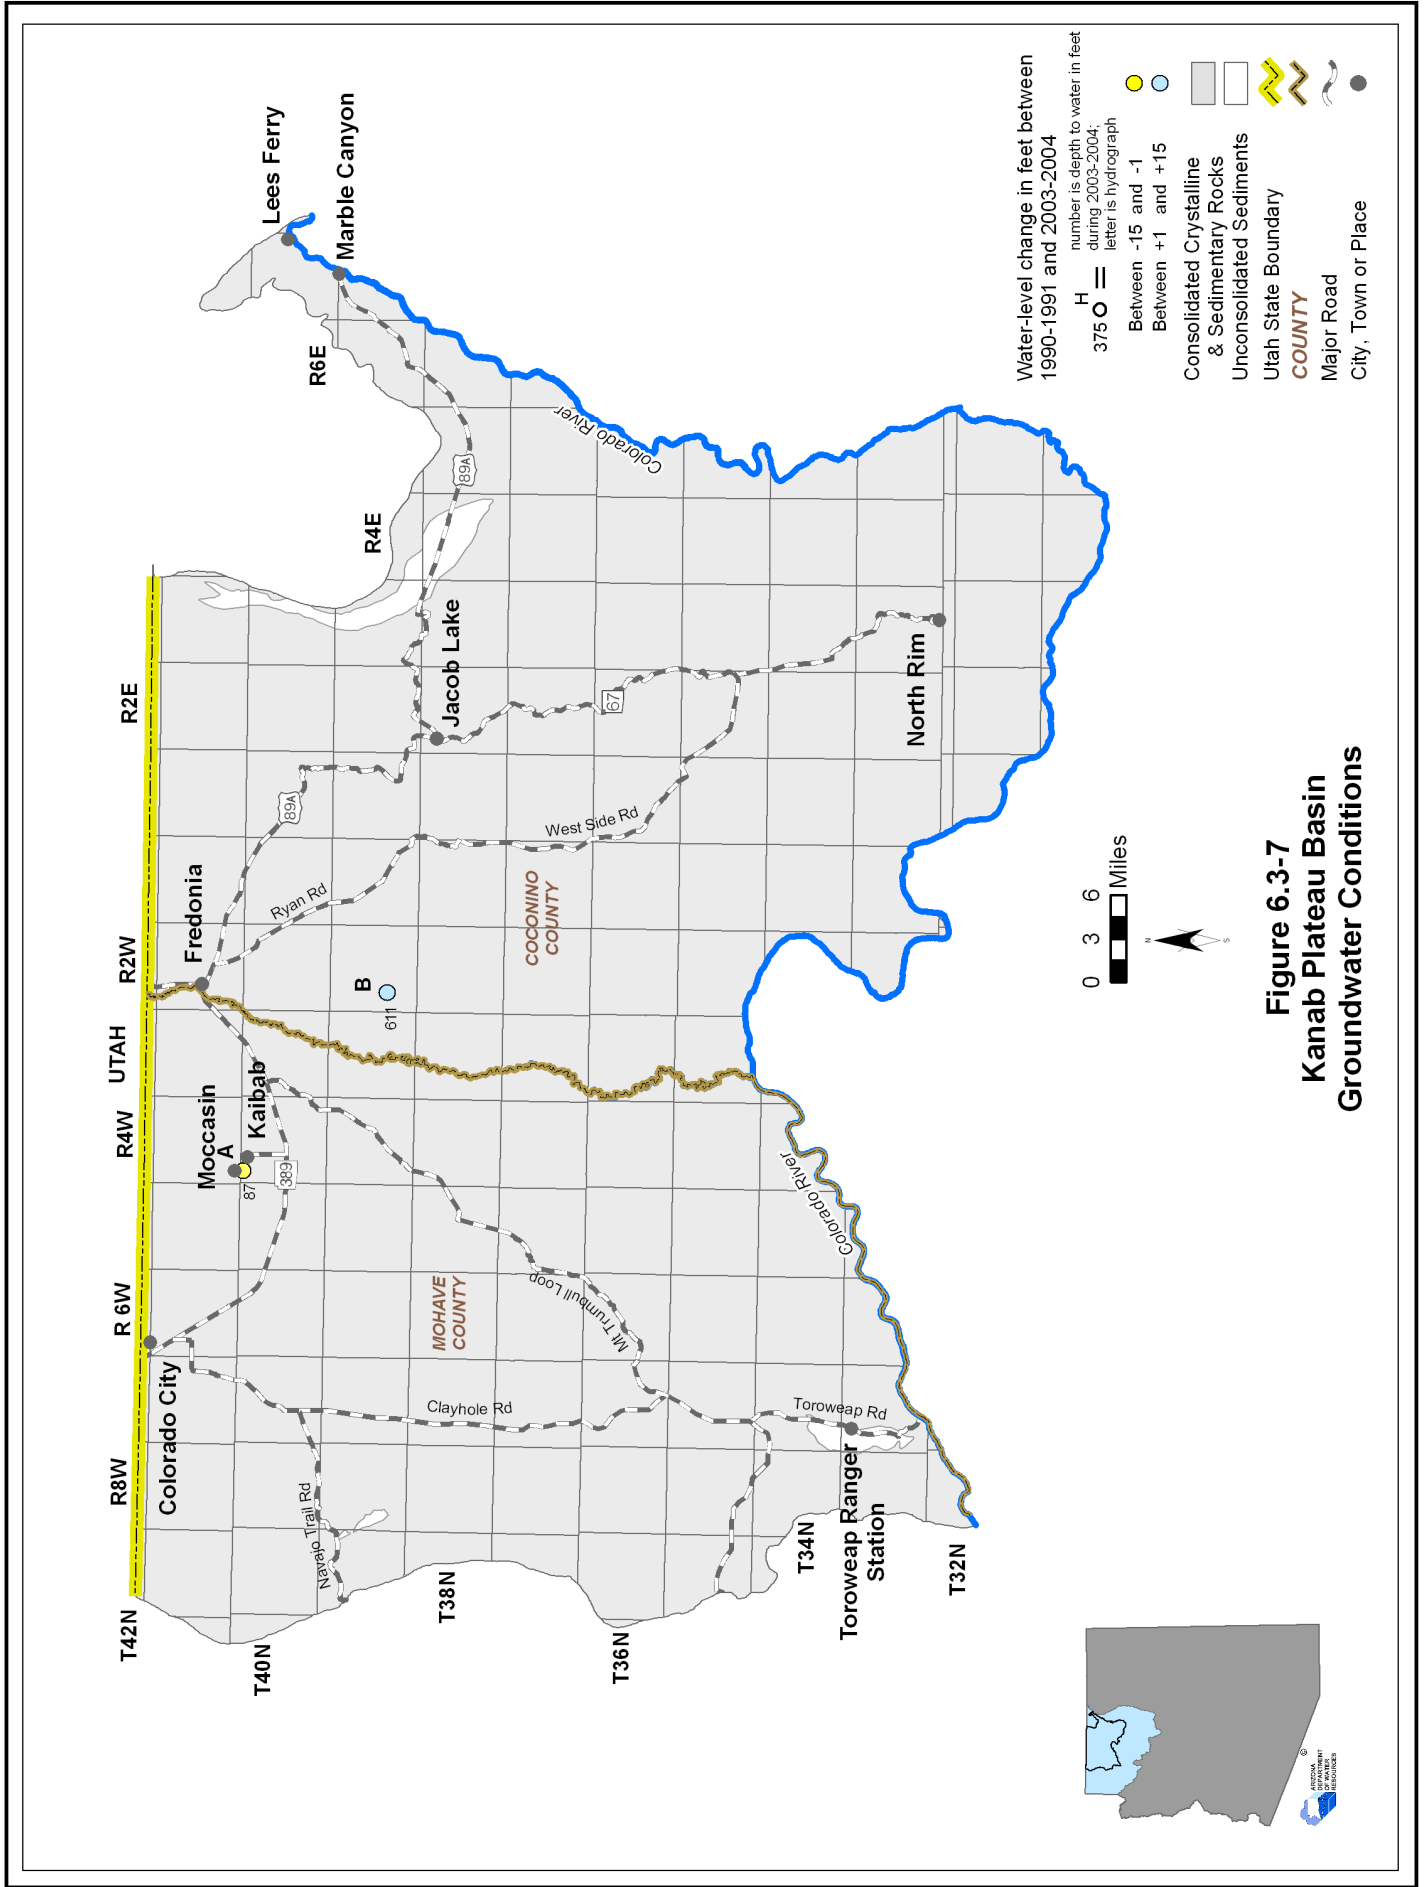 Lees Ferry
Marble Canyon
R6E
R4E
R2E
R2W
UTAH
R4W
R 6W
R8W
T42N
T40N
T38N
T36N
T34N
T32N
Colorado River
89A
Jacob Lake
67
North Rim
89A
Fredonia
Ryan Rd
West Side Rd
COCONINO
COUNTY
B
611
Moccasin
A
Kaibab
87
389
Colorado City
MOHAVE
COUNTY
Mt Trumbull Loop
Clayhole Rd
Navajo Trail Rd
Toroweap Rd
Toroweap Ranger
Station
Colorado River
Water-level change in feet between
1990-1991 and 2003-2004
H
375
=
number is depth to water in feet
during 2003-2004;
letter is hydrograph
Between -15 and -1
Between +1 and +15
Consolidated Crystalline
& Sedimentary Rocks
Unconsolidated Sediments
Utah State Boundary
COUNTY
Major Road
City, Town or Place
0 3 6
Miles
N
S
Figure 6.3-7
Kanab Plateau Basin
Groundwater Conditions
©
ARIZONA
DEPARTMENT
OF WATER
RESOURCES